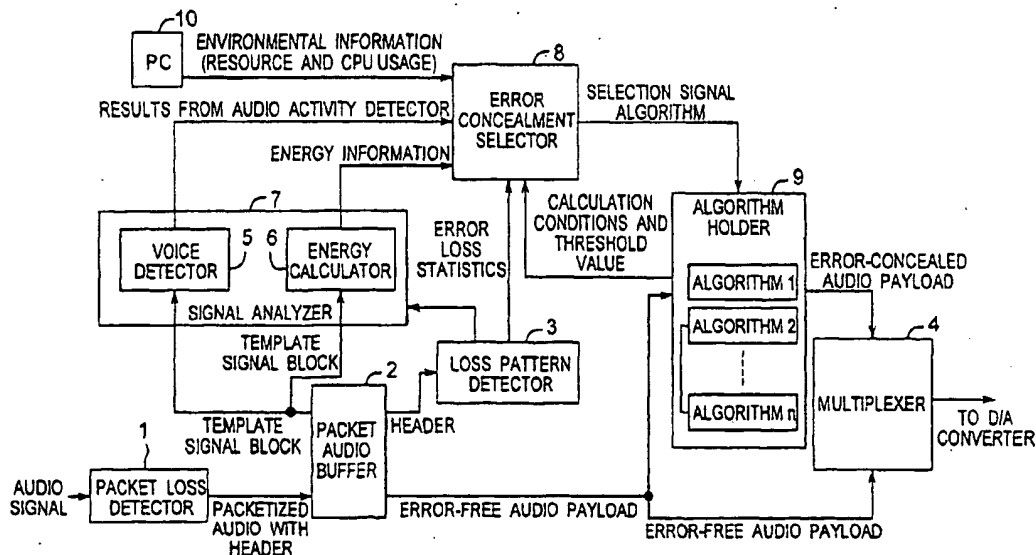 10
PC
ENVIRONMENTAL INFORMATION
(RESOURCE AND CPU USAGE)
8
ERROR
CONCEALMENT
SELECTOR
SELECTION SIGNAL
ALGORITHM
RESULTS FROM AUDIO ACTIVITY DETECTOR
ENERGY INFORMATION
7
VOICE
DETECTOR
5
6
ENERGY
CALCULATOR
SIGNAL ANALYZER
ERROR
LOSS
STATISTICS
CALCULATION
CONDITIONS AND
THRESHOLD
VALUE
9
ALGORITHM
HOLDER
ALGORITHM 1
ALGORITHM 2
ALGORITHM n
ERROR-CONCEALED
AUDIO PAYLOAD
4
MULTIPLEXER
TO D/A
CONVERTER
TEMPLATE
SIGNAL BLOCK
3
LOSS PATTERN
DETECTOR
2
PACKET
AUDIO
BUFFER
HEADER
TEMPLATE
SIGNAL BLOCK
1
AUDIO
SIGNAL
PACKET LOSS
DETECTOR
PACKETIZED
AUDIO WITH
HEADER
ERROR-FREE AUDIO PAYLOAD
ERROR-FREE AUDIO PAYLOAD